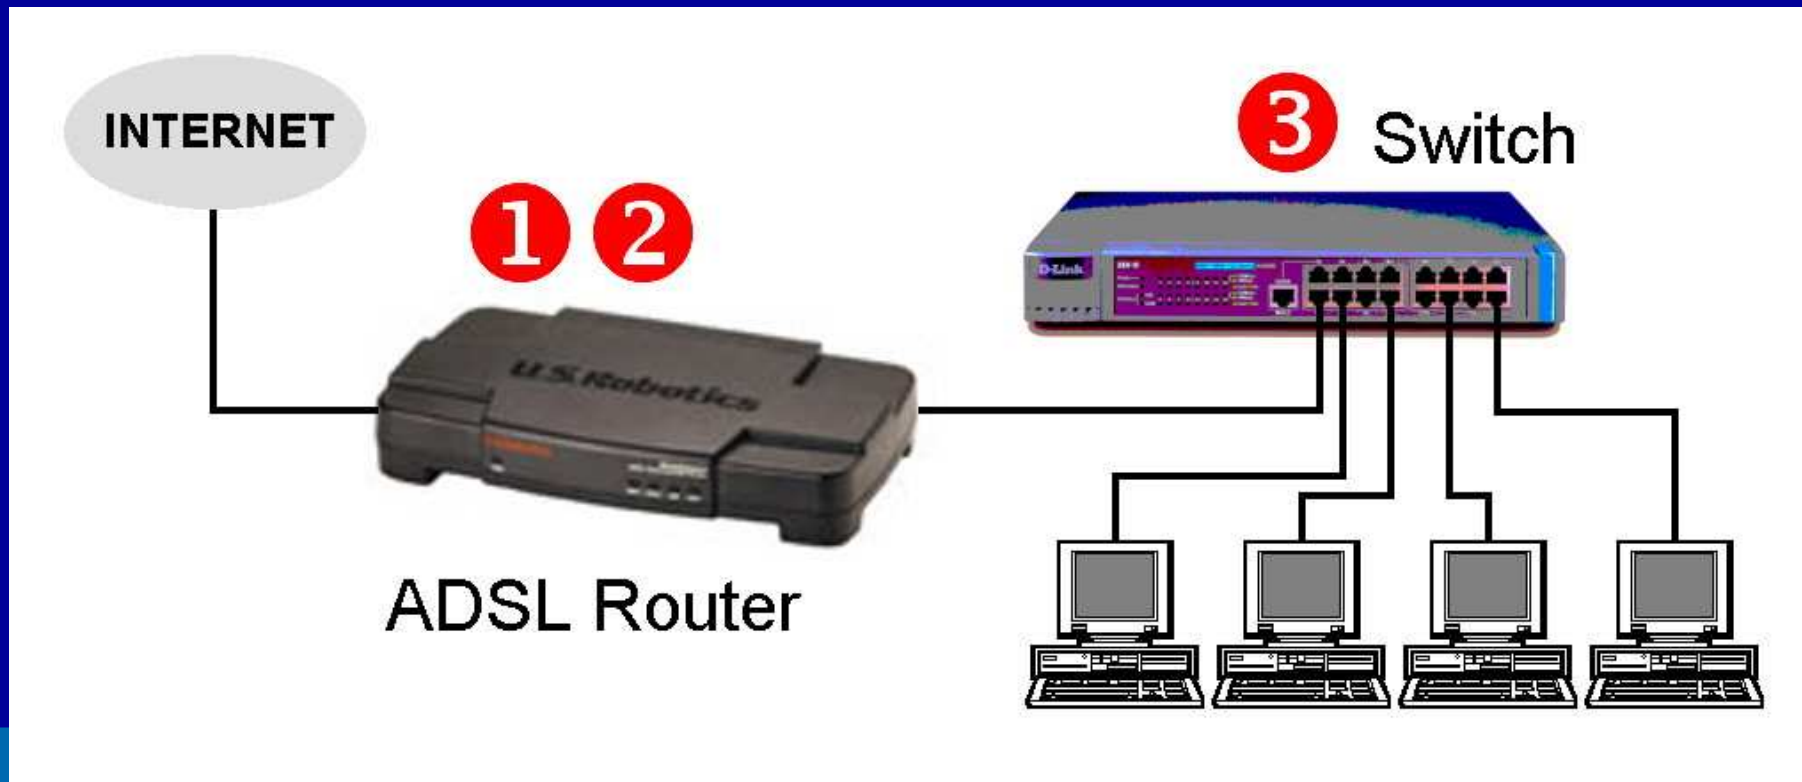 INTERNET
1 2
3 Switch
D-Link
U.S. Robotics
ADSL Router